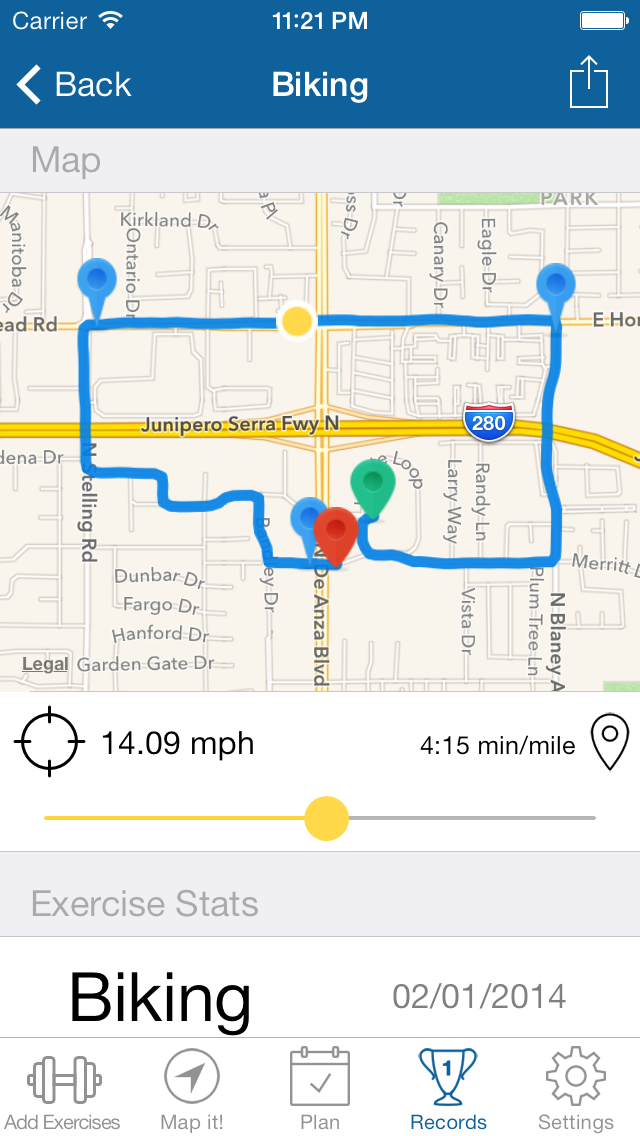 Carrier 11:21 PM
Back Biking
Map
PARK
Manitoba Dr
Kirkland Dr
Ontario Dr
Canary Dr
Eagle Dr
ead Rd
E Hor
Junipero Serra Fwy N
280
dena Dr
N Stelling Rd
Loop
Larry Way
Randy Ln
N De Anza Blvd
Merritt
Dunbar Dr
Fargo Dr
Hanford Dr
Vista Dr
Plum Tree Ln
N Blaney A
Legal Garden Gate Dr
14.09 mph 4:15 min/mile
Exercise Stats
Biking 02/01/2014
1
Add Exercises Map it! Plan Records Settings